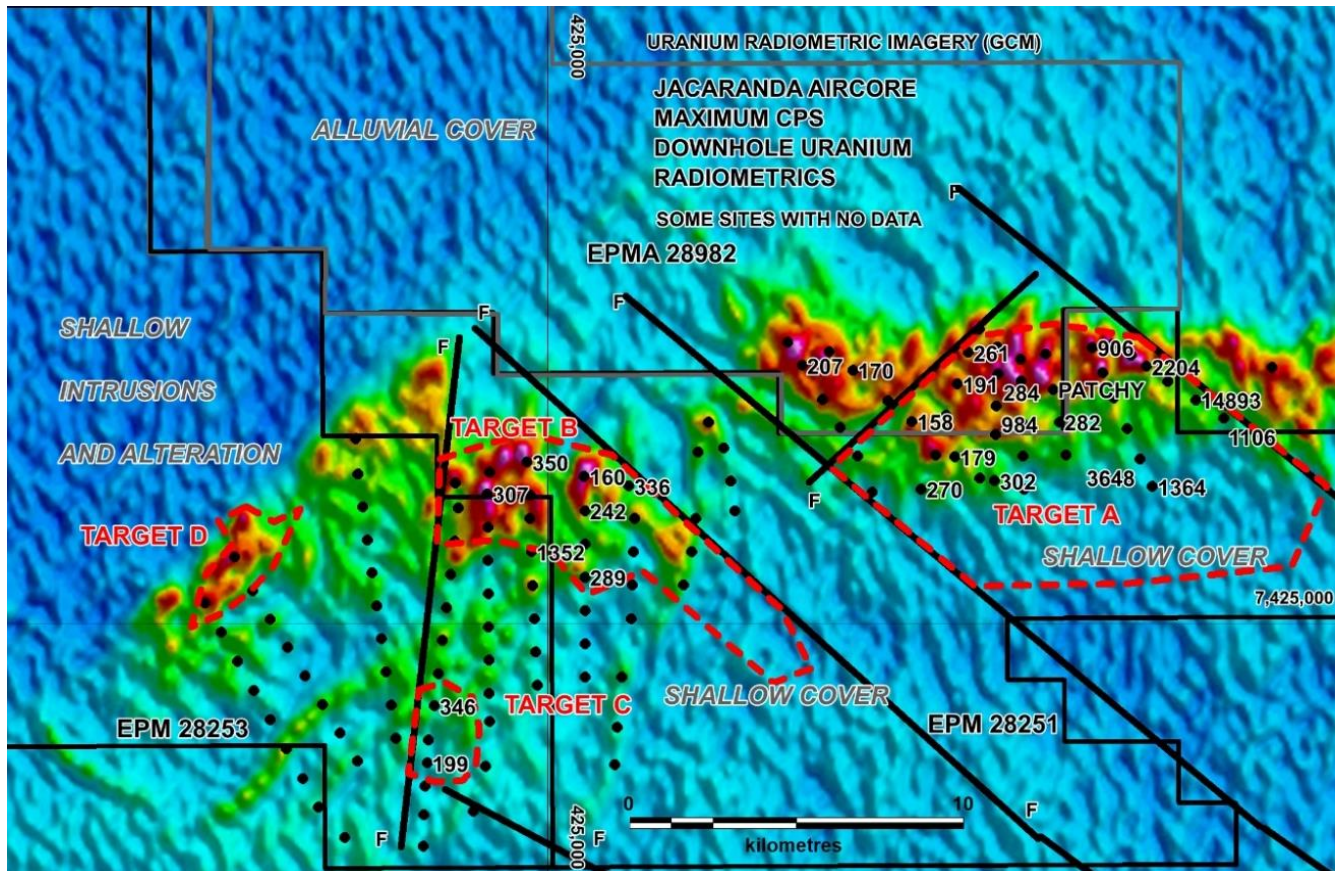 425,000
URANIUM RADIOMETRIC IMAGERY (GCM)
JACARANDA AIRCORE
MAXIMUM CPS
DOWNHOLE URANIUM
RADIOMETRICS
SOME SITES WITH NO DATA
EPMA 28982
ALLUVIAL COVER
F
F
F
F
SHALLOW
INTRUSIONS
AND ALTERATION
207
170
261
906
191
284
PATCHY
2204
14893
158
984
282
1106
179
302
270
3648
1364
TARGET A
SHALLOW COVER
7,425,000
F
TARGET B
350
160
336
307
242
1352
289
TARGET D
TARGET C
346
199
SHALLOW COVER
EPM 28253
EPM 28251
0
10
kilometres
F
F
F
425,000